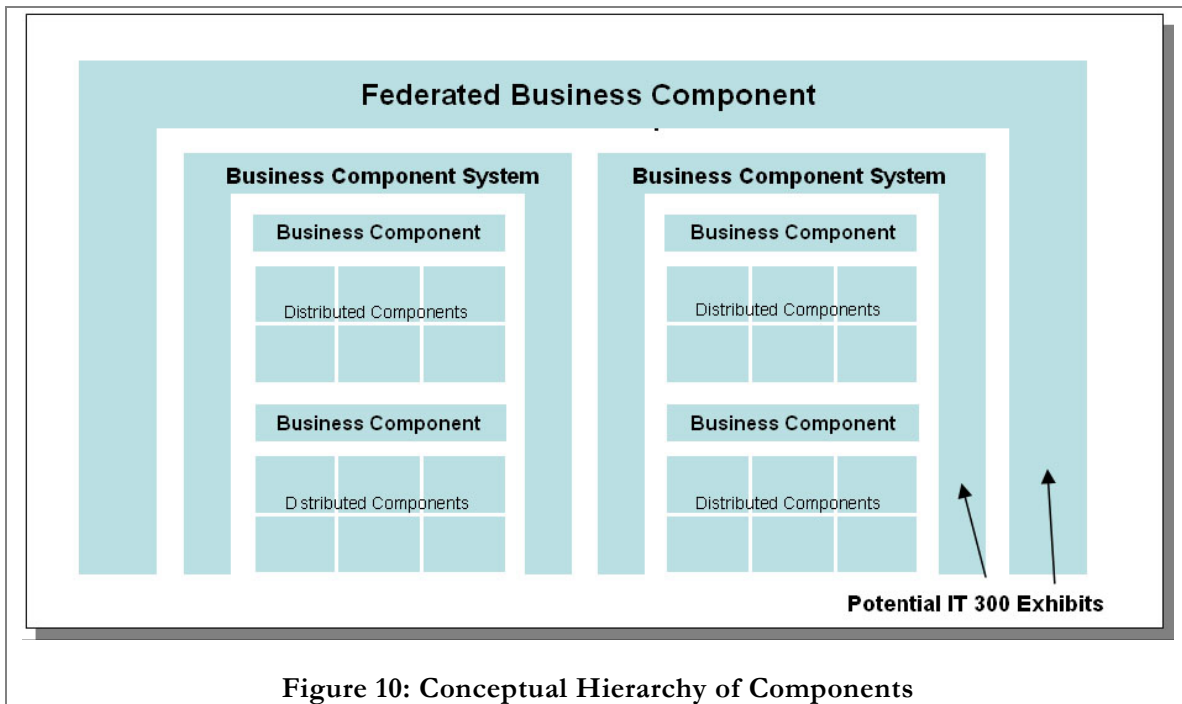 Federated Business Component
Business Component System
Business Component
Distributed Components
Business Component
D stributed Components
Business Component System
Business Component
Distributed Components
Business Component
Distributed Components
Potential IT 300 Exhibits
Figure 10: Conceptual Hierarchy of Components